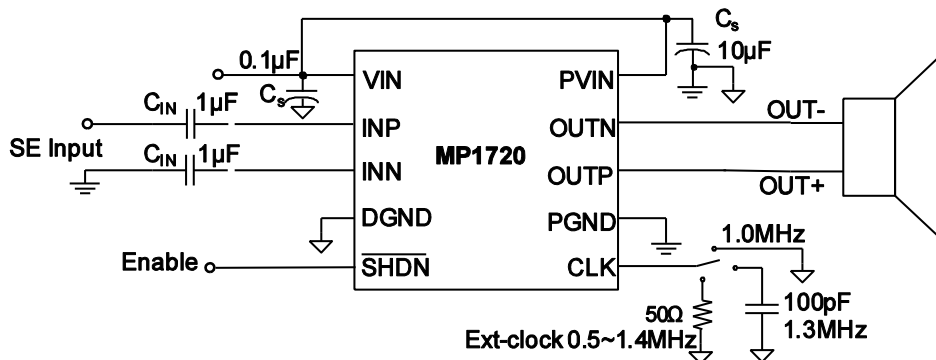 Cs
0.1µF
10µF
VIN
PVIN
Cs
CIN 1µF
OUT-
INP
OUTN
SE Input
MP1720
CIN 1µF
INN
OUTP
OUT+
DGND
PGND
1.0MHz
Enable
SHDN
CLK
100pF
50Ω
1.3MHz
Ext-clock 0.5~1.4MHz